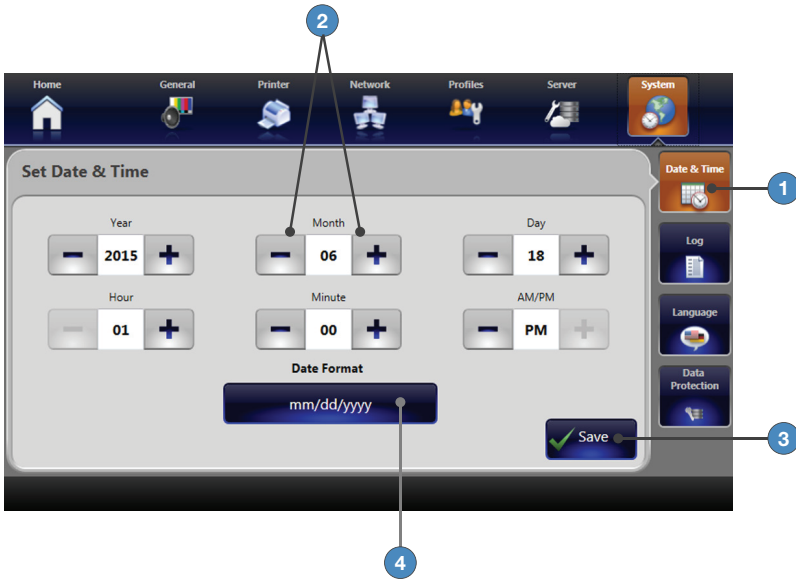 2
Home General Printer Network Profiles Server System
Set Date & Time
Date & Time
1
Year Month Day
− 2015 + − 06 + − 18 +
Log
Hour Minute AM/PM
− 01 + − 00 + − PM +
Language
Date Format
mm/dd/yyyy
Data
Protection
Save
3
4